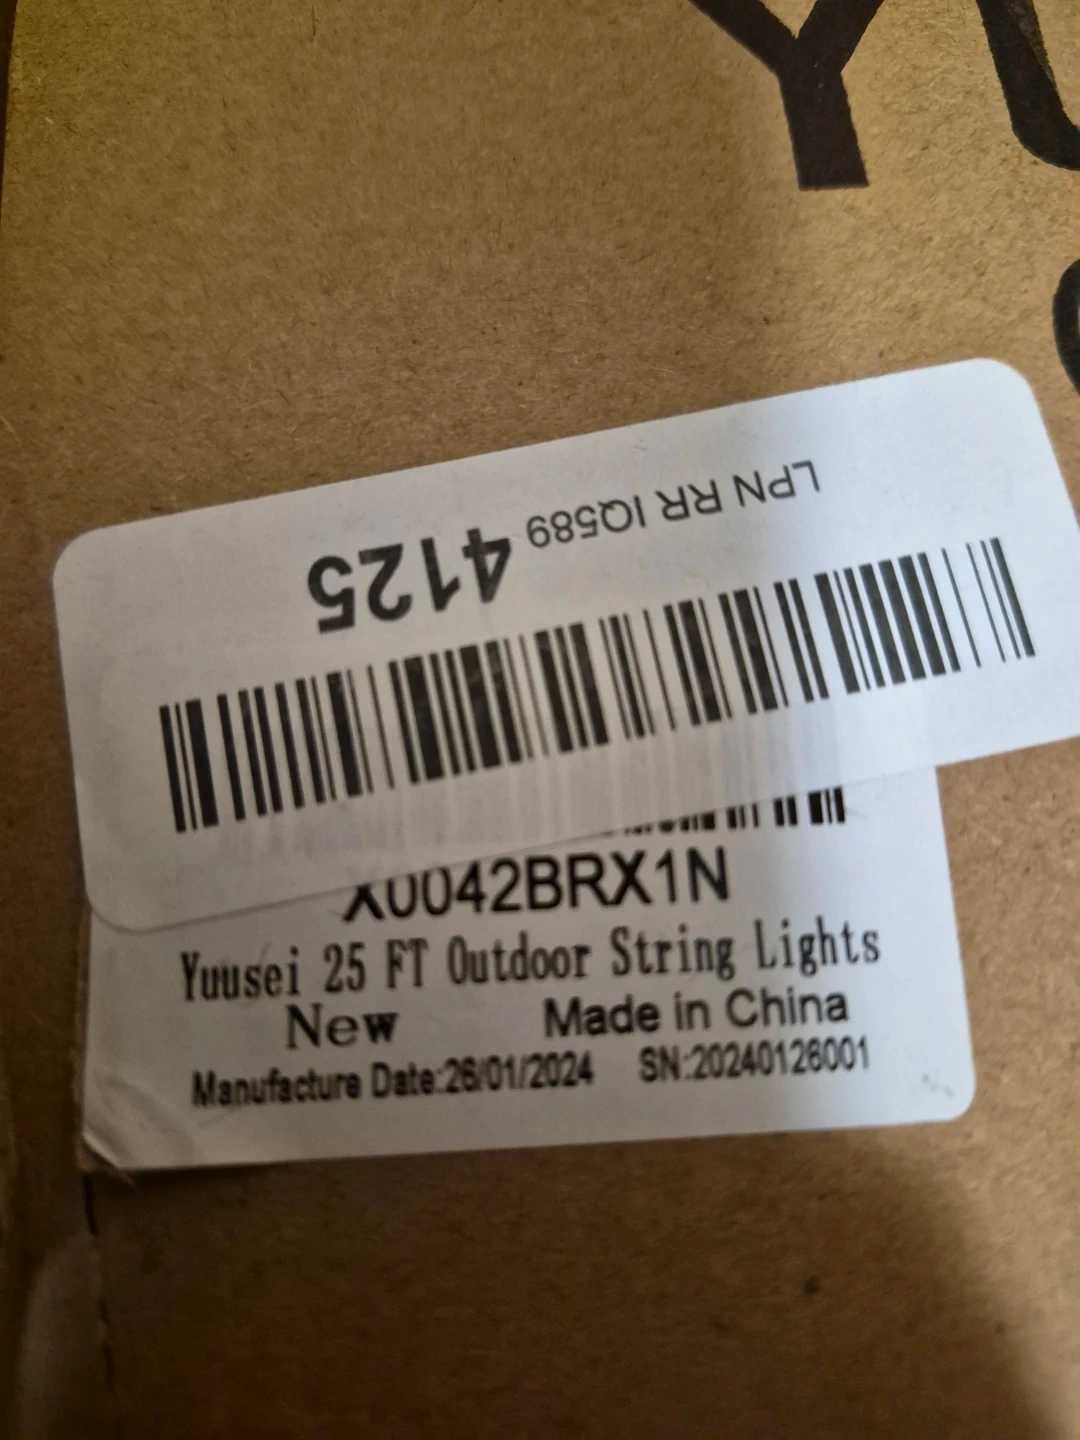 YU
LPN RR IQ589 4125
X0042BRX1N
Yuusei 25 FT Outdoor String Lights
New Made in China
Manufacture Date:26/01/2024 SN:20240126001